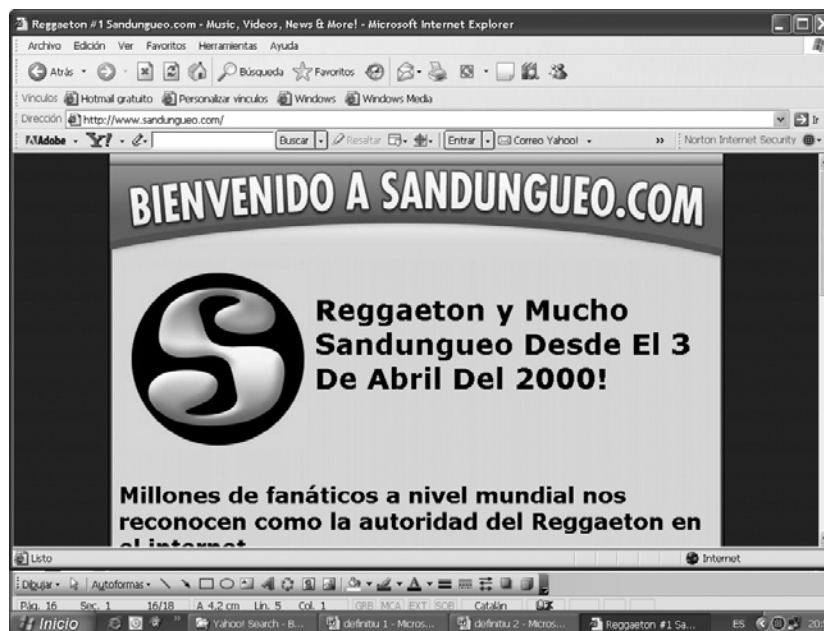 Reggaeton #1 Sandungueo.com - Music, Videos, News & More! - Microsoft Internet Explorer
Archivo Edición Ver Favoritos Herramientas Ayuda
Atrás Búsqueda Favoritos
Vínculos Hotmail gratuito Personalizar vínculos Windows Windows Media
Dirección http://www.sandungueo.com/ Ir
Adobe Y! Buscar Resaltar Entrar Correo Yahoo! » Norton Internet Security
BIENVENIDO A SANDUNGUEO.COM
S
Reggaeton y Mucho
Sandungueo Desde El 3
De Abril Del 2000!
Millones de fanáticos a nivel mundial nos
reconocen como la autoridad del Reggaeton en
el internet
Listo Internet
Dibujar Autoformas
Pág. 16 Sec. 1 16/18 A 4,2 cm Lín. 5 Col. 1 GRB MCA EXT SOB Catalán
Inicio » Yahoo! Search - B... definitiu 1 - Micros... definitiu 2 - Micros... Reggaeton #1 Sa... ES